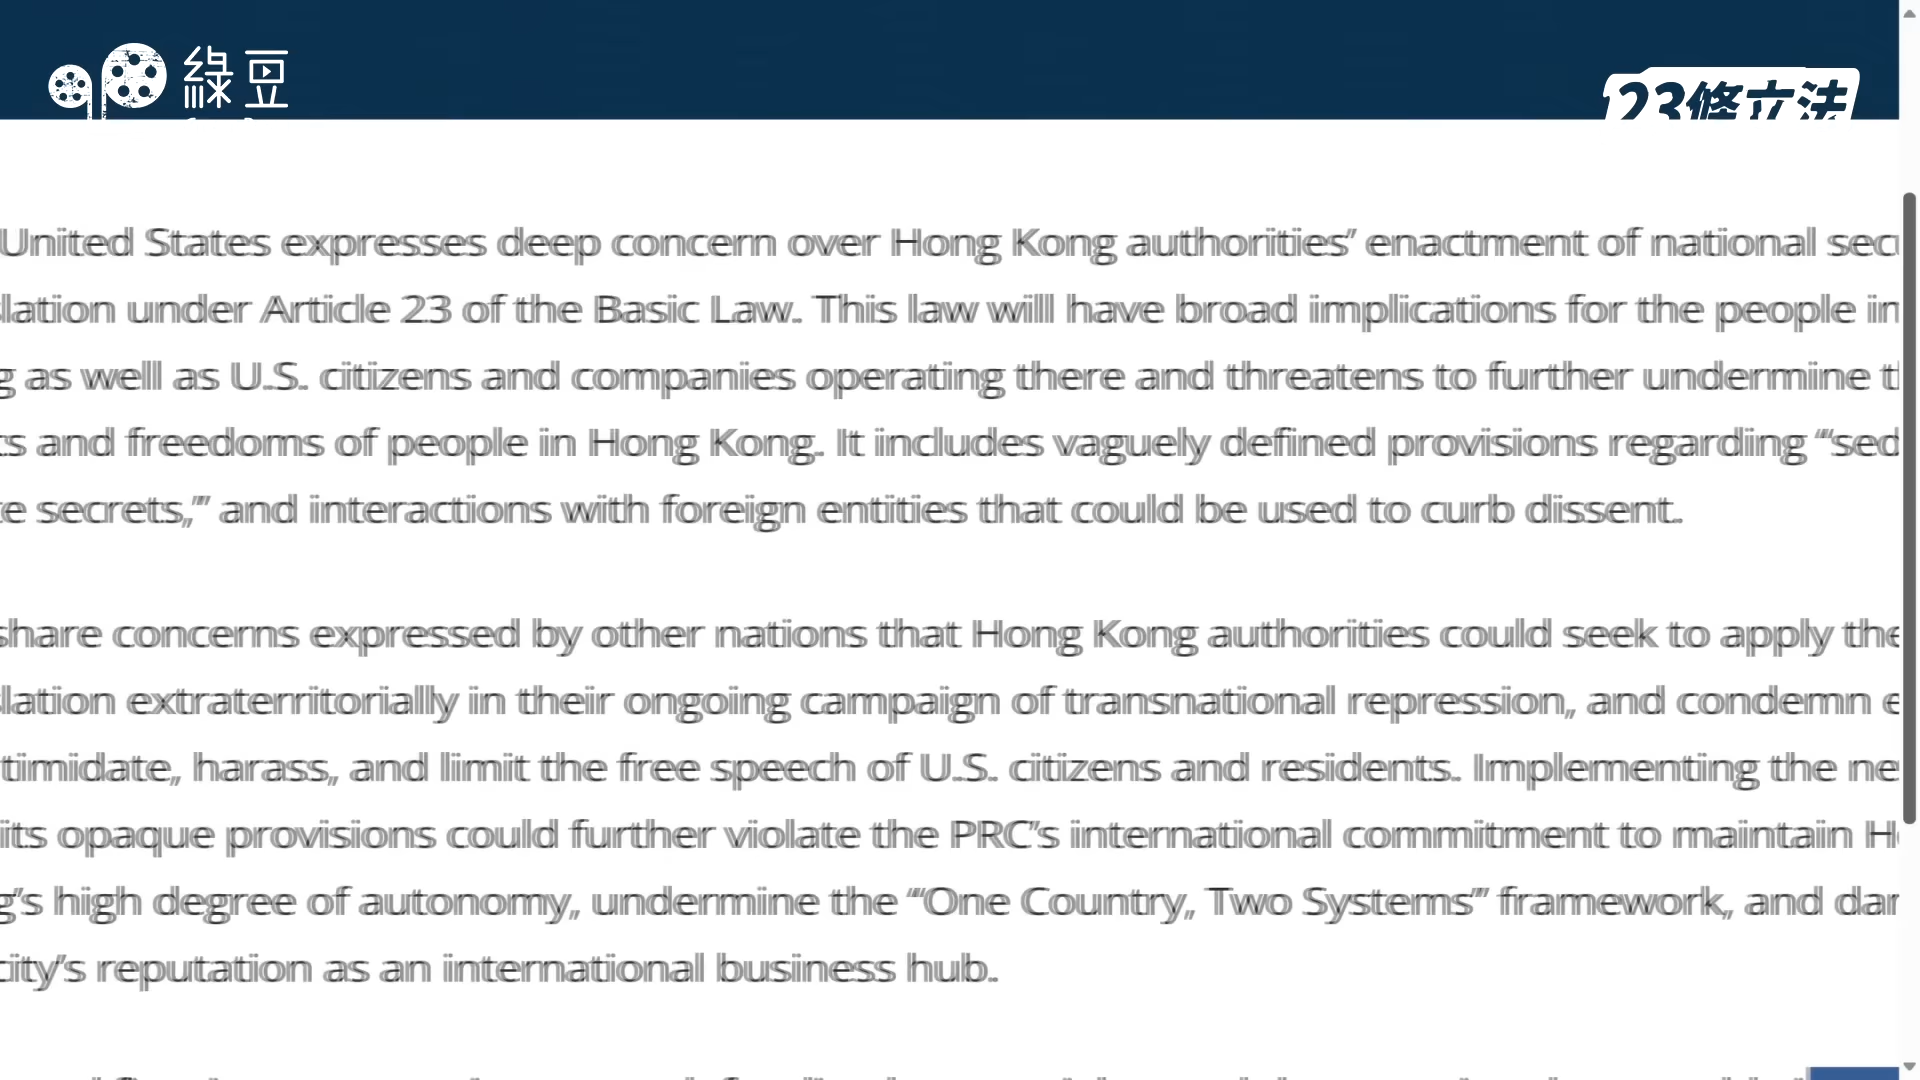 綠豆
23條立法
United States expresses deep concern over Hong Kong authorities’ enactment of national secu
lation under Article 23 of the Basic Law. This law will have broad implications for the people in
g as well as U.S. citizens and companies operating there and threatens to further undermine th
ts and freedoms of people in Hong Kong. It includes vaguely defined provisions regarding “sed
te secrets,” and interactions with foreign entities that could be used to curb dissent.
share concerns expressed by other nations that Hong Kong authorities could seek to apply the
lation extraterritorially in their ongoing campaign of transnational repression, and condemn e
timidate, harass, and limit the free speech of U.S. citizens and residents. Implementing the ne
its opaque provisions could further violate the PRC’s international commitment to maintain Ho
g’s high degree of autonomy, undermine the “One Country, Two Systems” framework, and dam
city’s reputation as an international business hub.